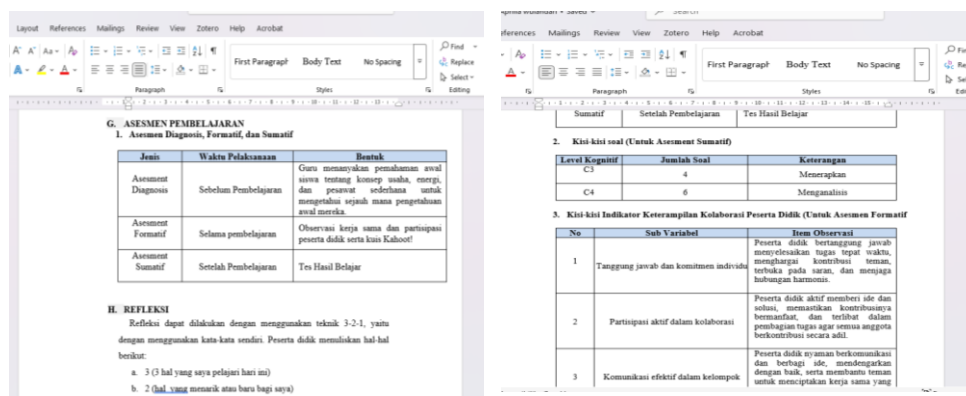 Layout References Mailings Review View Zotero Help Acrobat
Find
Replace
Select
First Paragraph Body Text No Spacing
Paragraph Styles Editing
G. ASESMEN PEMBELAJARAN
1. Asesmen Diagnosis, Formatif, dan Sumatif
Jenis Waktu Pelaksanaan Bentuk
Asesment Diagnosis Sebelum Pembelajaran
Guru menanyakan pemahaman awal
siswa tentang konsep usaha, energi,
dan pesawat sederhana untuk
mengetahui sejauh mana pengetahuan
awal mereka.
Asesment Formatif Selama pembelajaran
Observasi kerja sama dan partisipasi
peserta didik serta kuis Kahoot!
Asesment Sumatif Setelah Pembelajaran Tes Hasil Belajar
H. REFLEKSI
Refleksi dapat dilakukan dengan menggunakan teknik 3-2-1, yaitu
dengan menggunakan kata-kata sendiri. Peserta didik menuliskan hal-hal
berikut:
a. 3 (3 hal yang saya pelajari hari ini)
b. 2 (hal yang menarik atau baru bagi saya)
Mailings Review View Zotero Help Acrobat
First Paragraph Body Text No Spacing
Paragraph Styles
Sumatif Setelah Pembelajaran Tes Hasil Belajar
2. Kisi-kisi soal (Untuk Asesment Sumatif)
Level Kognitif Jumlah Soal Keterangan
C3 4 Menerapkan
C4 6 Menganalisis
3. Kisi-kisi Indikator Keterampilan Kolaborasi Peserta Didik (Untuk Asesmen Formatif
No Sub Variabel Item Observasi
1 Tanggung jawab dan komitmen individu
Peserta didik bertanggung jawab
menyelesaikan tugas tepat waktu,
menghargai kontribusi teman,
terbuka pada saran, dan menjaga
hubungan harmonis.
2 Partisipasi aktif dalam kolaborasi
Peserta didik aktif memberi ide dan
solusi, memastikan kontribusinya
bermanfaat, dan terlibat dalam
pembagian tugas agar semua anggota
berkontribusi secara adil.
3 Komunikasi efektif dalam kelompok
Peserta didik nyaman berkomunikasi
dan berbagi ide, mendengarkan
dengan baik, serta membantu teman
untuk menciptakan kerja sama yang